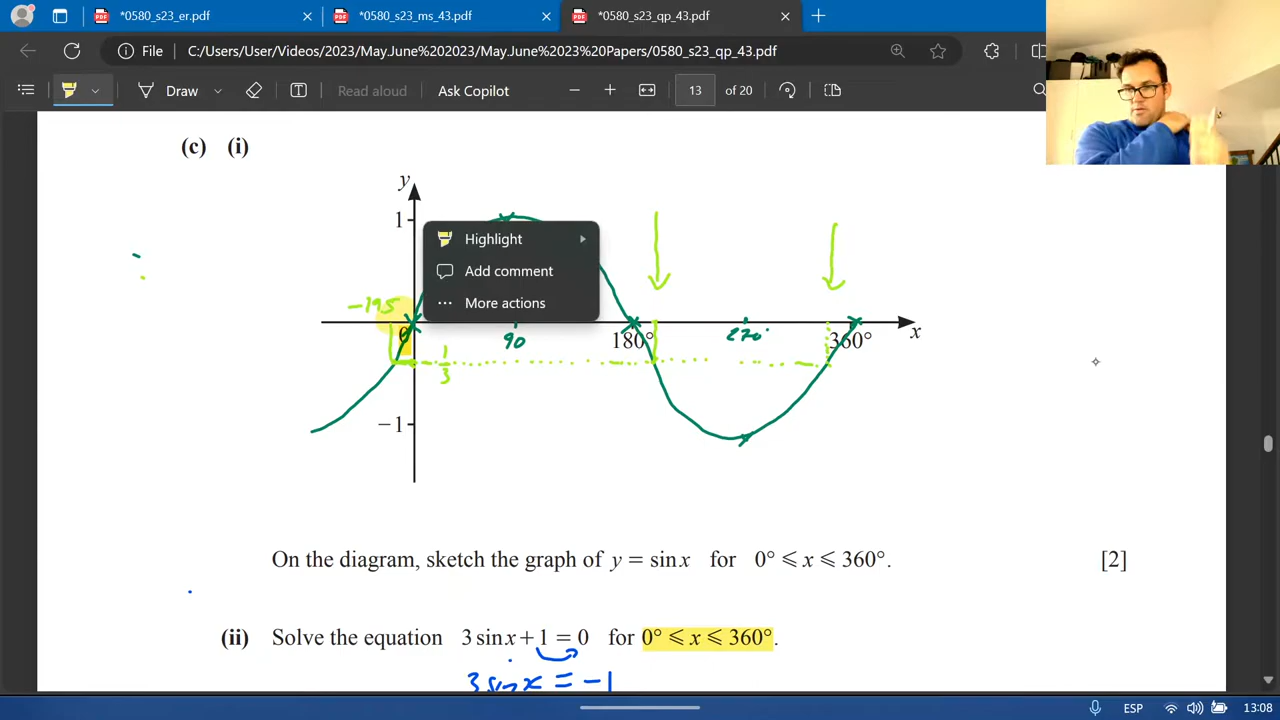 *0580_s23_er.pdf
*0580_s23_ms_43.pdf
*0580_s23_qp_43.pdf
File
C:/Users/User/Videos/2023/May.June%202023/May.June%2023%20Papers/0580_s23_qp_43.pdf
Draw
Read aloud
Ask Copilot
13 of 20
(c) (i)
y
1
Highlight
Add comment
More actions
-19.5
0
90
180°
270°
360°
x
1
3
−1
On the diagram, sketch the graph of y = sin x for 0° ⩽ x ⩽ 360°. [2]
(ii) Solve the equation 3 sin x + 1 = 0 for 0° ⩽ x ⩽ 360°.
3 sin x = -1
ESP
13:08